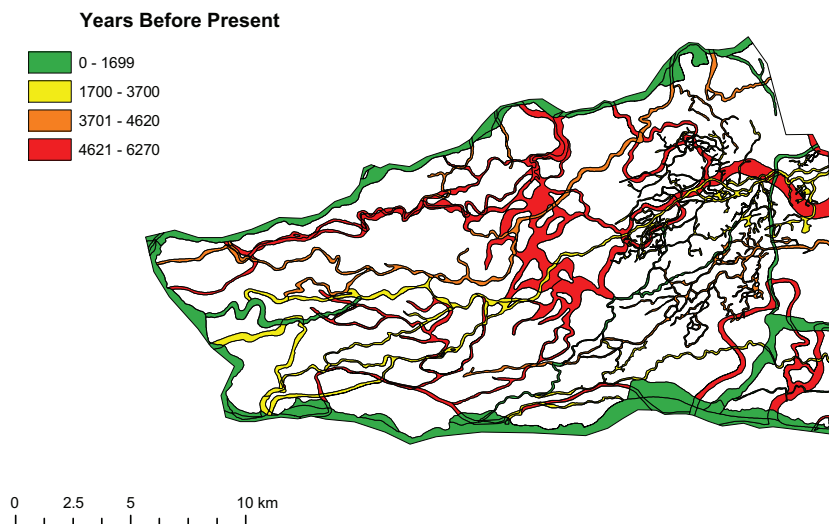 Years Before Present
0 - 1699
1700 - 3700
3701 - 4620
4621 - 6270
0 2.5 5 10 km